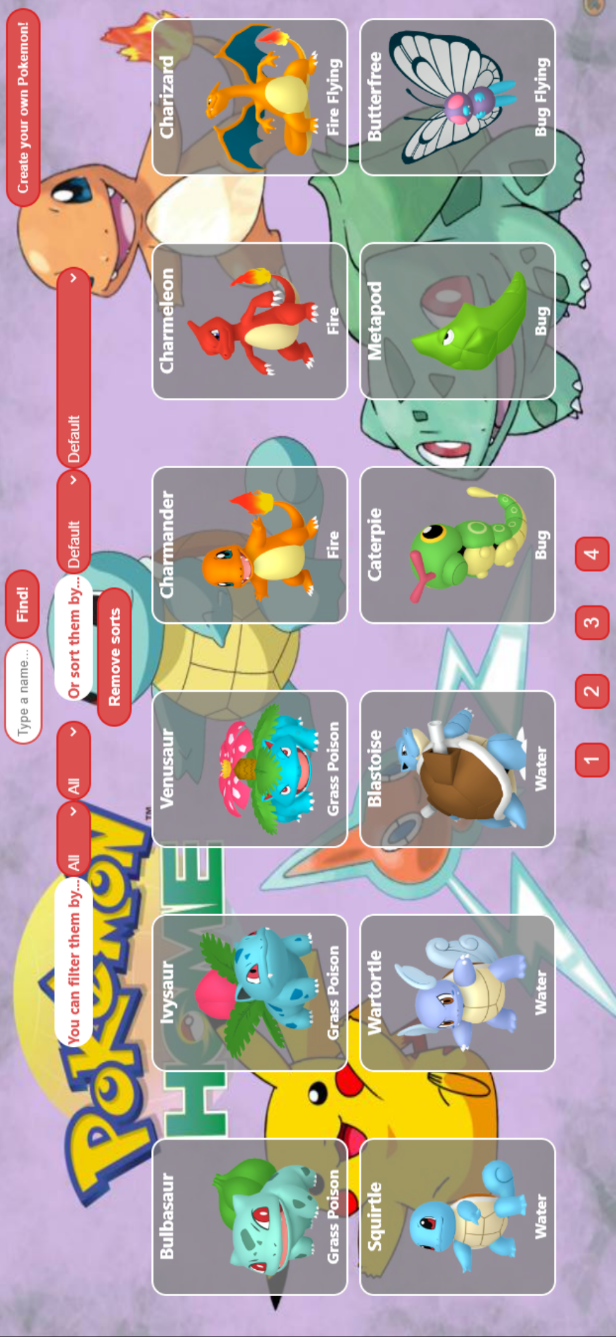 Type a name...
Find!
Create your own Pokemon!
You can filter them by...
All
All
Or sort them by...
Default
Default
Remove sorts
POKéMON™
HOME
Bulbasaur
Grass Poison
Ivysaur
Grass Poison
Venusaur
Grass Poison
Charmander
Fire
Charmeleon
Fire
Charizard
Fire Flying
Squirtle
Water
Wartortle
Water
Blastoise
Water
Caterpie
Bug
Metapod
Bug
Butterfree
Bug Flying
1 2 3 4